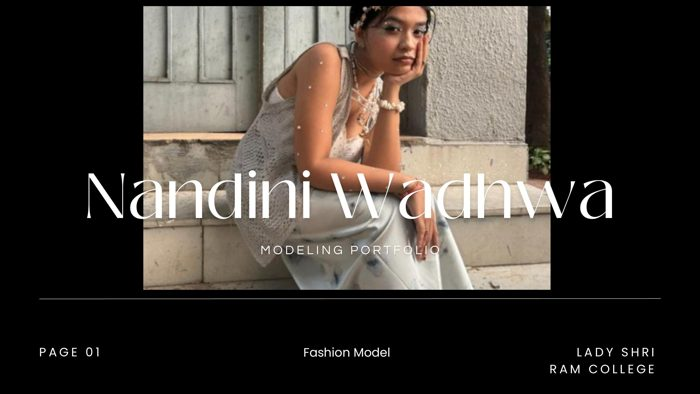 Nandini Wadhwa
MODELING PORTFOLIO
PAGE 01
Fashion Model
LADY SHRI
RAM COLLEGE